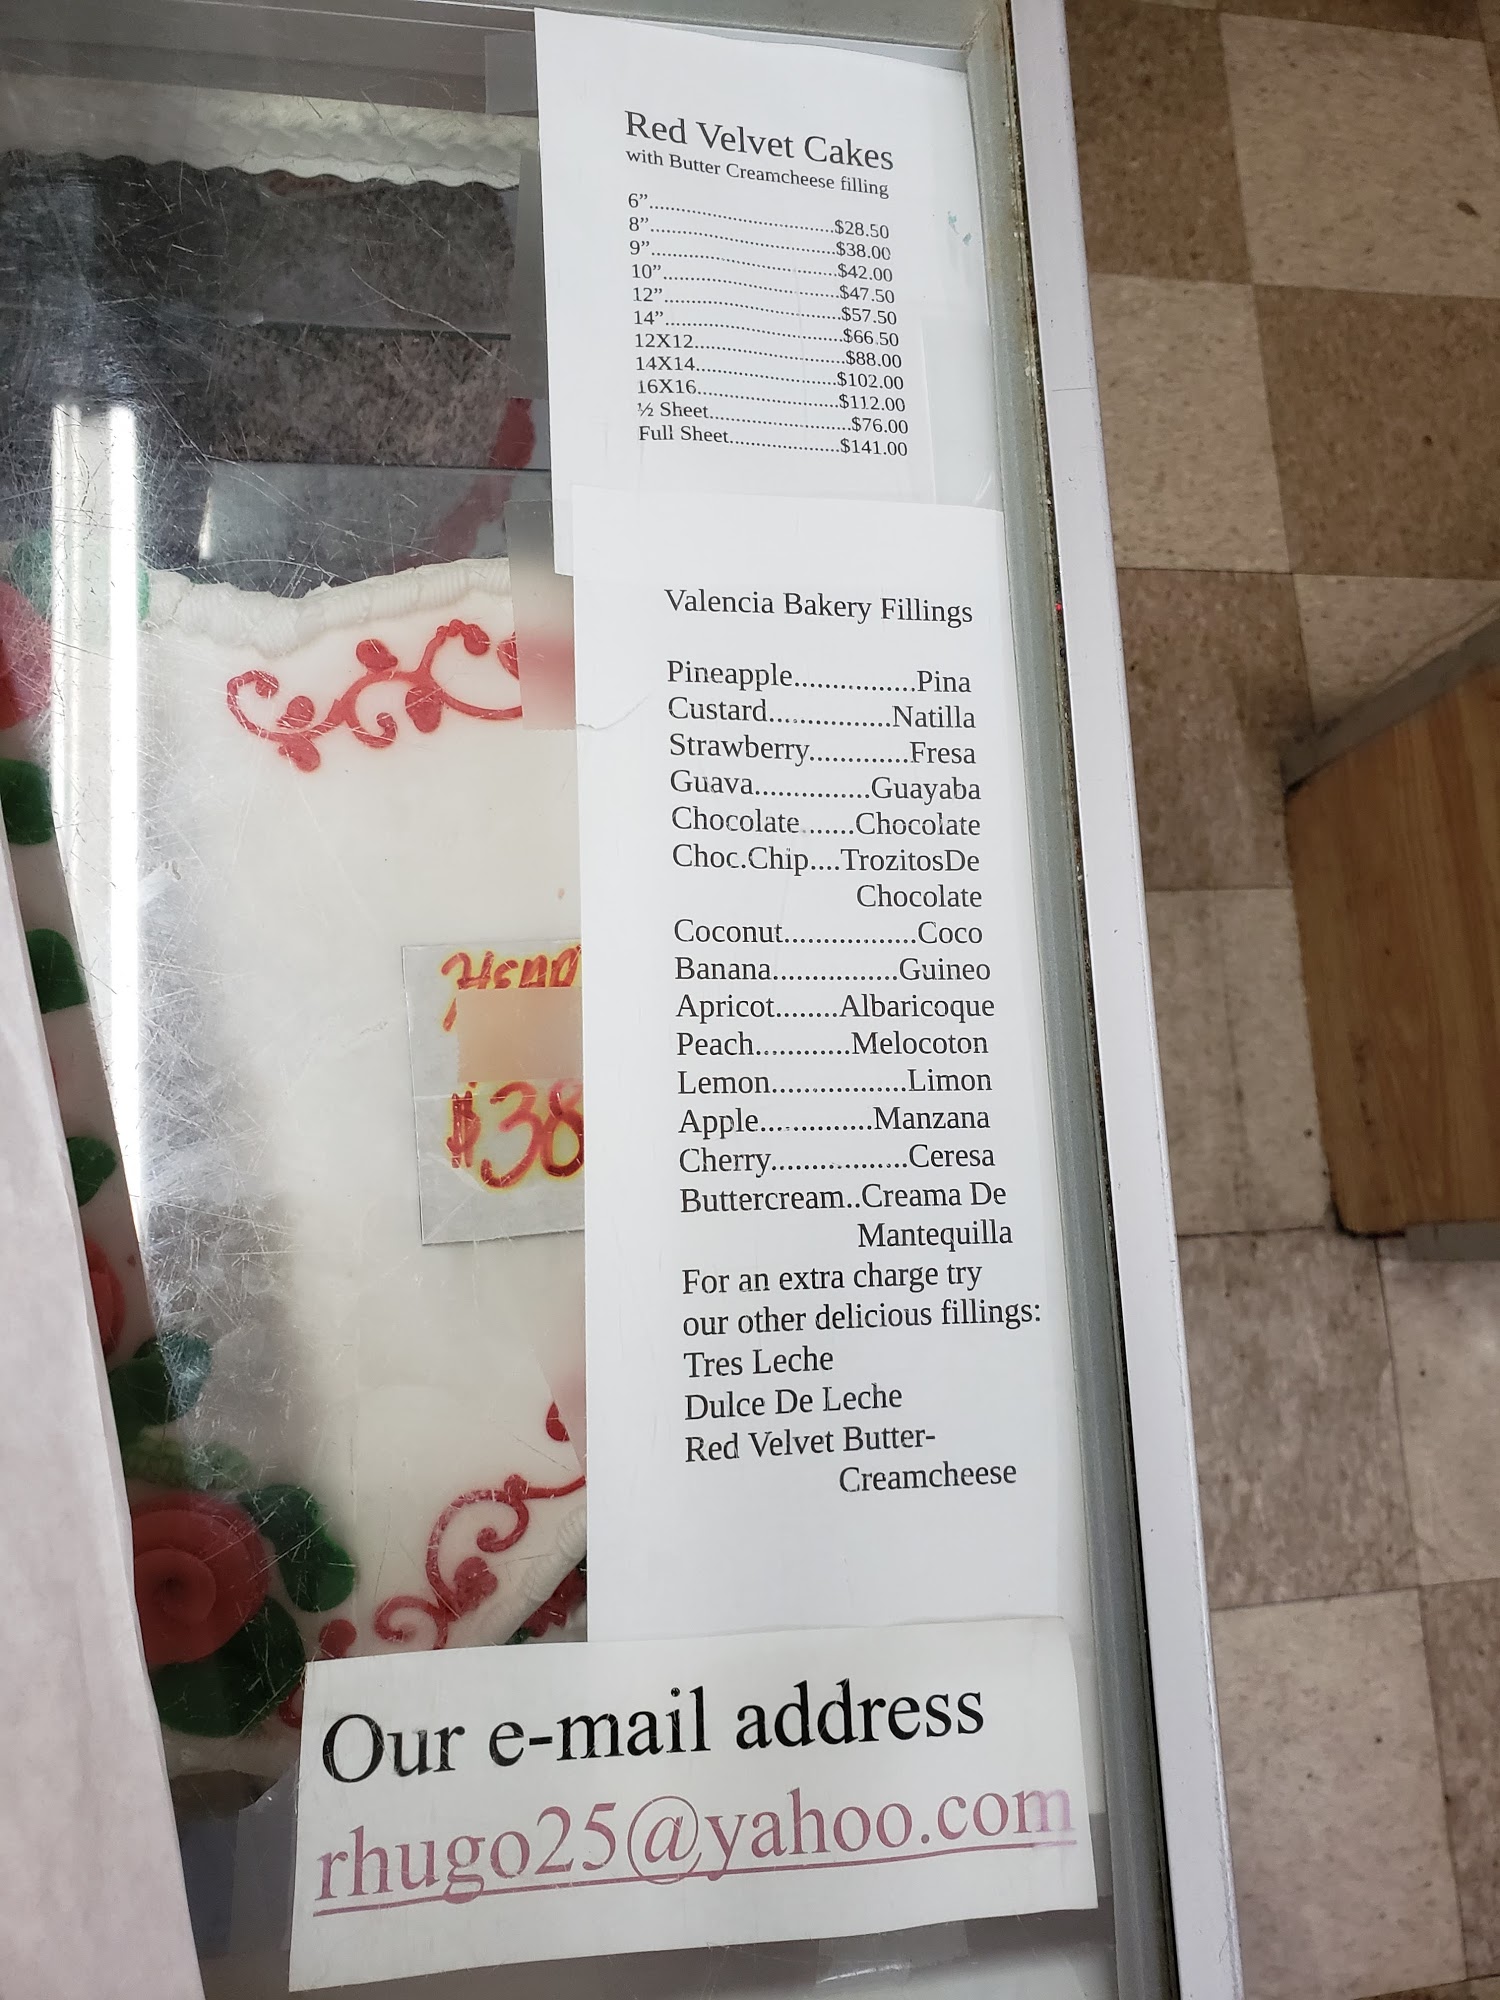 Red Velvet Cakes
with Butter Creamcheese filling
6”..................................$28.50
8”..................................$38.00
9”..................................$42.00
10”................................$47.50
12”................................$57.50
14”................................$66.50
12X12...........................$88.00
14X14.........................$102.00
16X16.........................$112.00
½ Sheet.........................$76.00
Full Sheet....................$141.00
Valencia Bakery Fillings
Pineapple................Pina
Custard................Natilla
Strawberry.............Fresa
Guava...............Guayaba
Chocolate.......Chocolate
Choc.Chip....TrozitosDe
Chocolate
Coconut.................Coco
Banana................Guineo
Apricot........Albaricoque
Peach............Melocoton
Lemon.................Limon
Apple..............Manzana
Cherry.................Ceresa
Buttercream..Creama De
Mantequilla
For an extra charge try
our other delicious fillings:
Tres Leche
Dulce De Leche
Red Velvet Butter-
Creamcheese
$38
Our e-mail address
rhugo25@yahoo.com